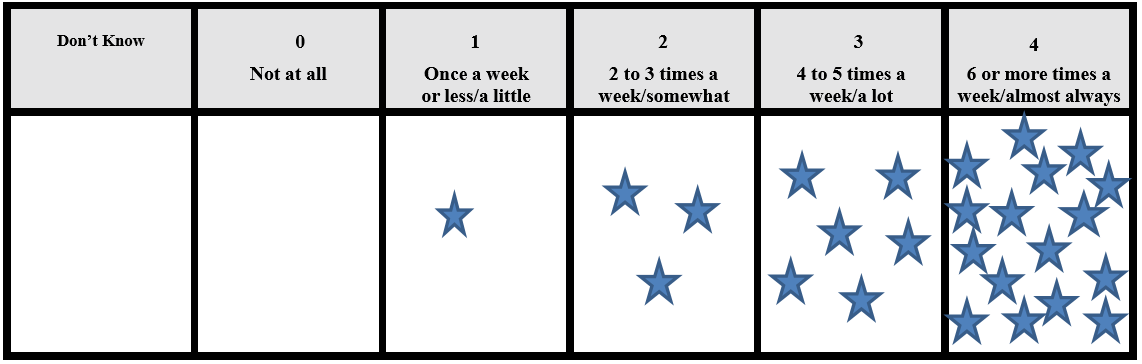 Don’t Know
0
Not at all
1
Once a week
or less/a little
2
2 to 3 times a
week/somewhat
3
4 to 5 times a
week/a lot
4
6 or more times a
week/almost always